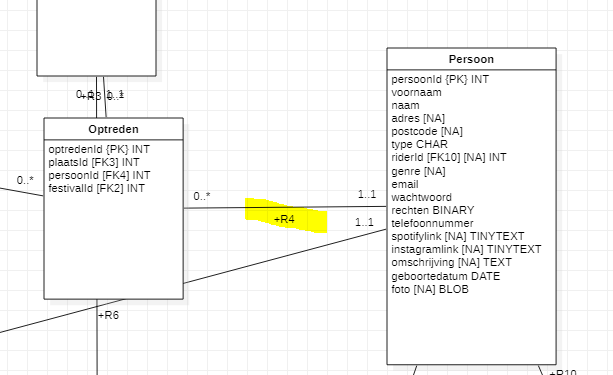 Persoon
persoonId {PK} INT
voornaam
naam
adres [NA]
postcode [NA]
type CHAR
riderId [FK10] [NA] INT
genre [NA]
email
wachtwoord
rechten BINARY
telefoonnummer
spotifylink [NA] TINYTEXT
instagramlink [NA] TINYTEXT
omschrijving [NA] TEXT
geboortedatum DATE
foto [NA] BLOB
+R3
Optreden
optredenId {PK} INT
plaatsId [FK3] INT
persoonId [FK4] INT
festivalId [FK2] INT
0..*
0..*
1..1
+R4
1..1
+R6
+R10